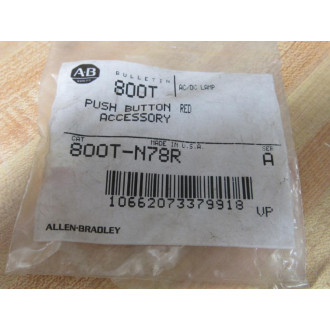 AB
BULLETIN
800T AC/DC LAMP
PUSH BUTTON RED
ACCESSORY
CAT MADE IN U.S.A. SER
800T-N78R A
10662073379918 VP
ALLEN-BRADLEY